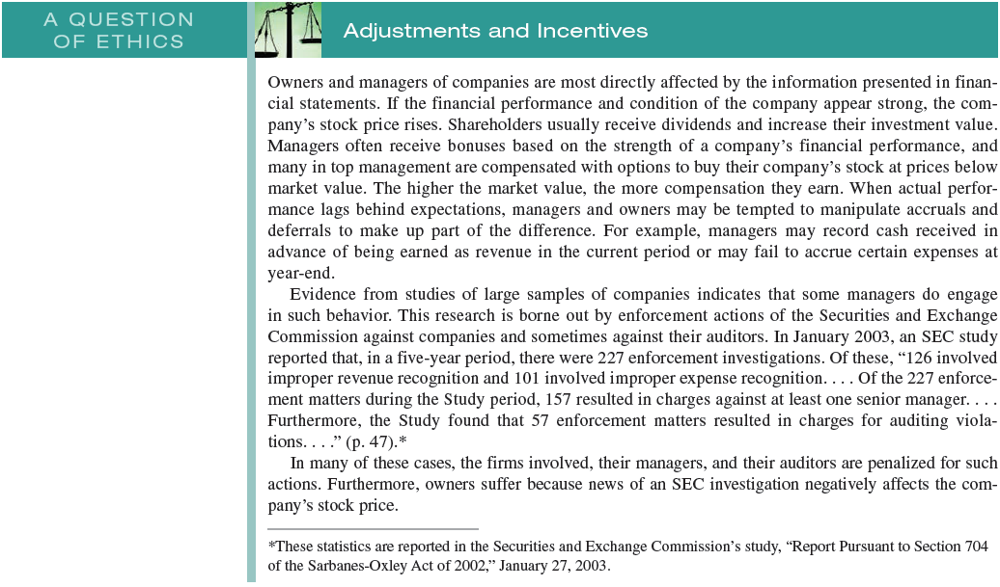 A QUESTION
OF ETHICS
Adjustments and Incentives
Owners and managers of companies are most directly affected by the information presented in finan-
cial statements. If the financial performance and condition of the company appear strong, the com-
pany's stock price rises. Shareholders usually receive dividends and increase their investment value.
Managers often receive bonuses based on the strength of a company's financial performance, and
many in top management are compensated with options to buy their company's stock at prices below
market value. The higher the market value, the more compensation they earn. When actual perfor-
mance lags behind expectations, managers and owners may be tempted to manipulate accruals and
deferrals to make up part of the difference. For example, managers may record cash received in
advance of being earned as revenue in the current period or may fail to accrue certain expenses at
year-end.
Evidence from studies of large samples of companies indicates that some managers do engage
in such behavior. This research is borne out by enforcement actions of the Securities and Exchange
Commission against companies and sometimes against their auditors. In January 2003, an SEC study
reported that, in a five-year period, there were 227 enforcement investigations. Of these, “126 involved
improper revenue recognition and 101 involved improper expense recognition. . . . Of the 227 enforce-
ment matters during the Study period, 157 resulted in charges against at least one senior manager. . . .
Furthermore, the Study found that 57 enforcement matters resulted in charges for auditing viola-
tions. . . .” (p. 47).*
In many of these cases, the firms involved, their managers, and their auditors are penalized for such
actions. Furthermore, owners suffer because news of an SEC investigation negatively affects the com-
pany's stock price.
*These statistics are reported in the Securities and Exchange Commission's study, “Report Pursuant to Section 704
of the Sarbanes-Oxley Act of 2002,” January 27, 2003.